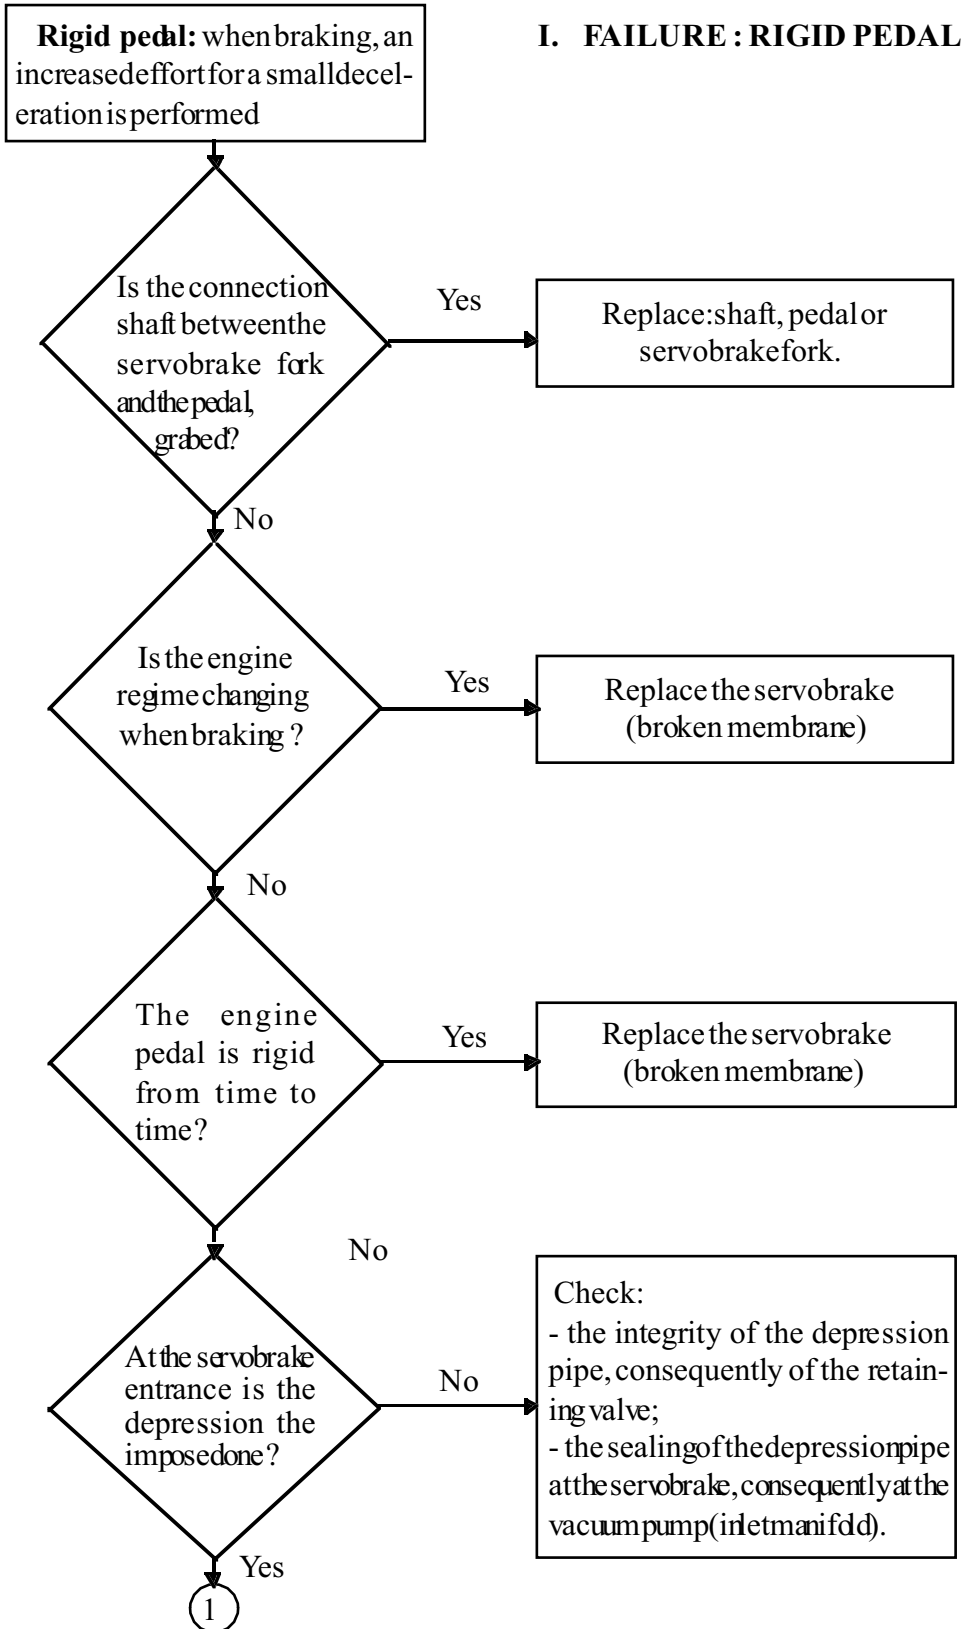 Rigid pedal: when braking, an
increased effort for a small decel-
eration is performed
I. FAILURE : RIGID PEDAL
Is the connection
shaft between the
servobrake fork
and the pedal,
grabed?
Yes
Replace: shaft, pedal or
servobrake fork.
No
Is the engine
regime changing
when braking ?
Yes
Replace the servobrake
(broken membrane)
No
The engine
pedal is rigid
from time to
time?
Yes
Replace the servobrake
(broken membrane)
No
At the servobrake
entrance is the
depression the
imposed one?
No
Check:
- the integrity of the depression
pipe, consequently of the retain-
ing valve;
- the sealing of the depression pipe
at the servobrake, consequently at the
vacuum pump (inlet manifold).
Yes
1